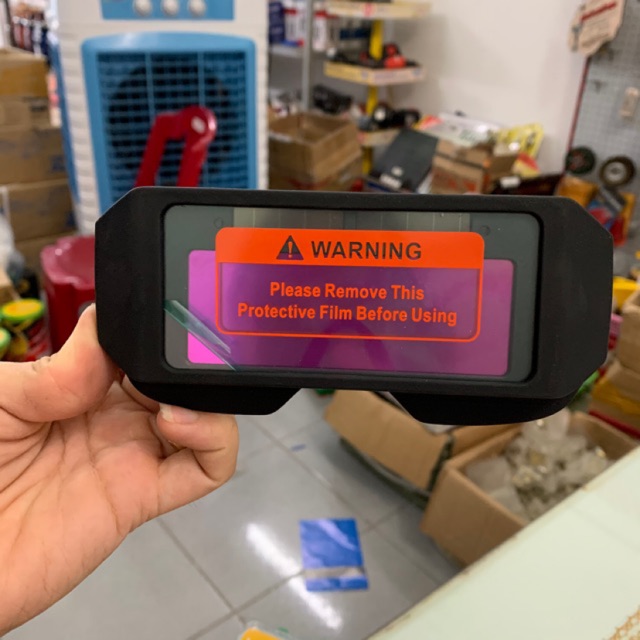 WARNING
Please Remove This
Protective Film Before Using